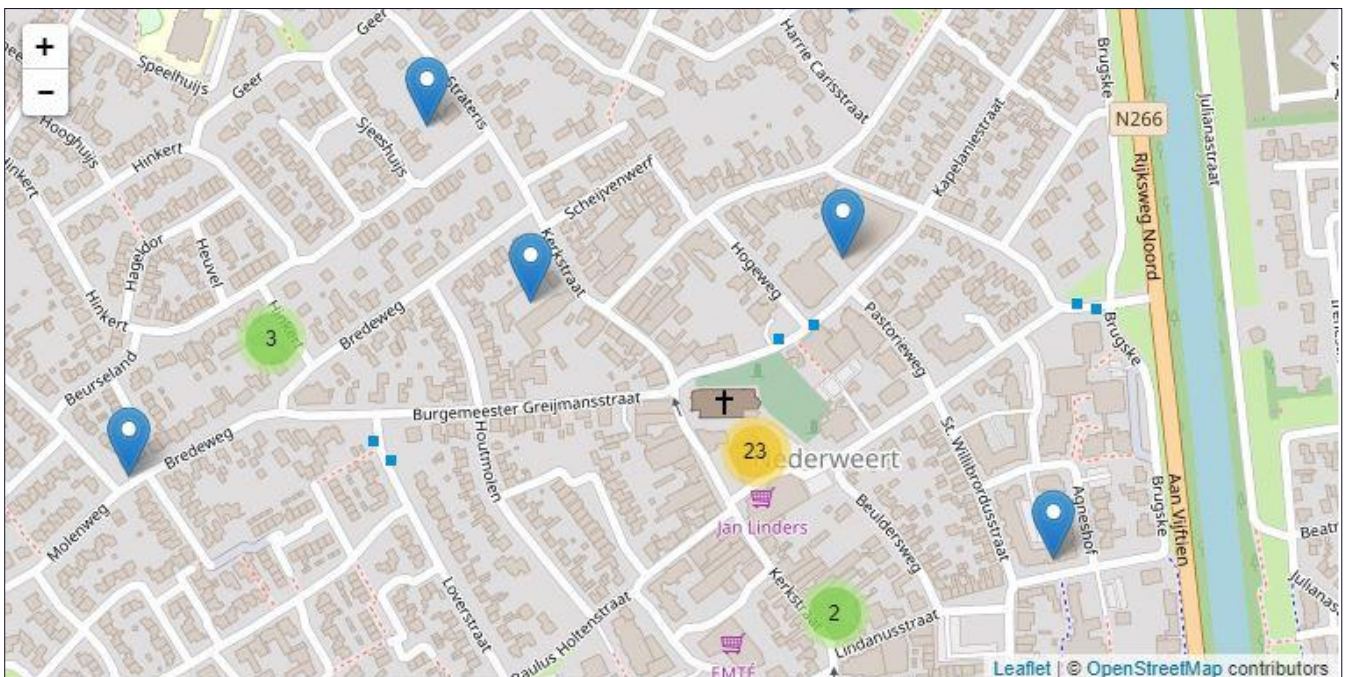 +
−
Speelhuijs
Geer
Geer
Strateris
Harrie Carisstraat
Brugske
N266
Julianastraat
Hooghuijs
Hinkert
Hinkert
Sjeeshuijs
Scheijvenwerf
Kapelaniestraat
Rijksweg Noord
Hageldor
Heuvel
Kerkstraat
Hogeweg
Hinkert
Hinkert
3
Bredeweg
Pastorieweg
Brugske
Beurseland
Burgemeester Greijmansstraat
Bredeweg
Houtmolen
23
Nederweert
St. Willibrordusstraat
Jan Linders
Agneshof
Brugske
Aan Vijftien
Molenweg
Beuldersweg
Loverstraat
Kerkstraat
2
Paulus Holtenstraat
Lindanusstraat
EMTÉ
Leaflet | © OpenStreetMap contributors